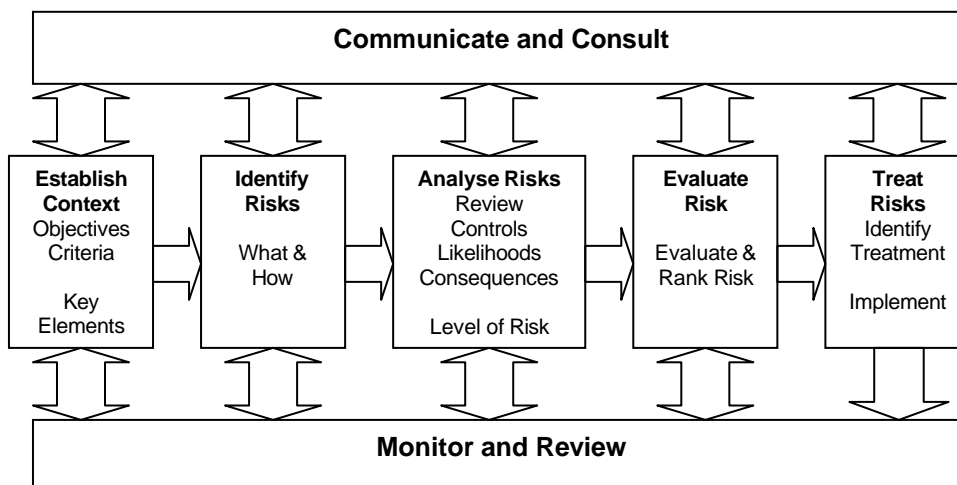 Communicate and Consult
Establish
Context
Objectives
Criteria
Key
Elements
Identify
Risks
What &
How
Analyse Risks
Review
Controls
Likelihoods
Consequences
Level of Risk
Evaluate
Risk
Evaluate &
Rank Risk
Treat
Risks
Identify
Treatment
Implement
Monitor and Review